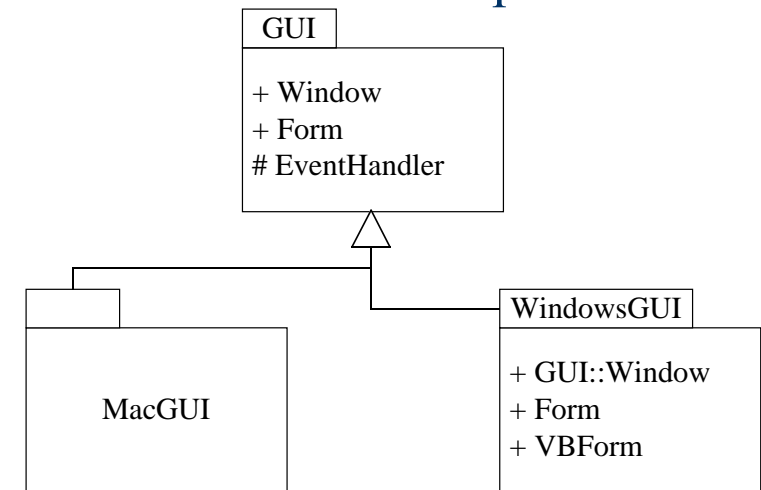 GUI
+ Window
+ Form
# EventHandler
WindowsGUI
MacGUI
+ GUI::Window
+ Form
+ VBForm